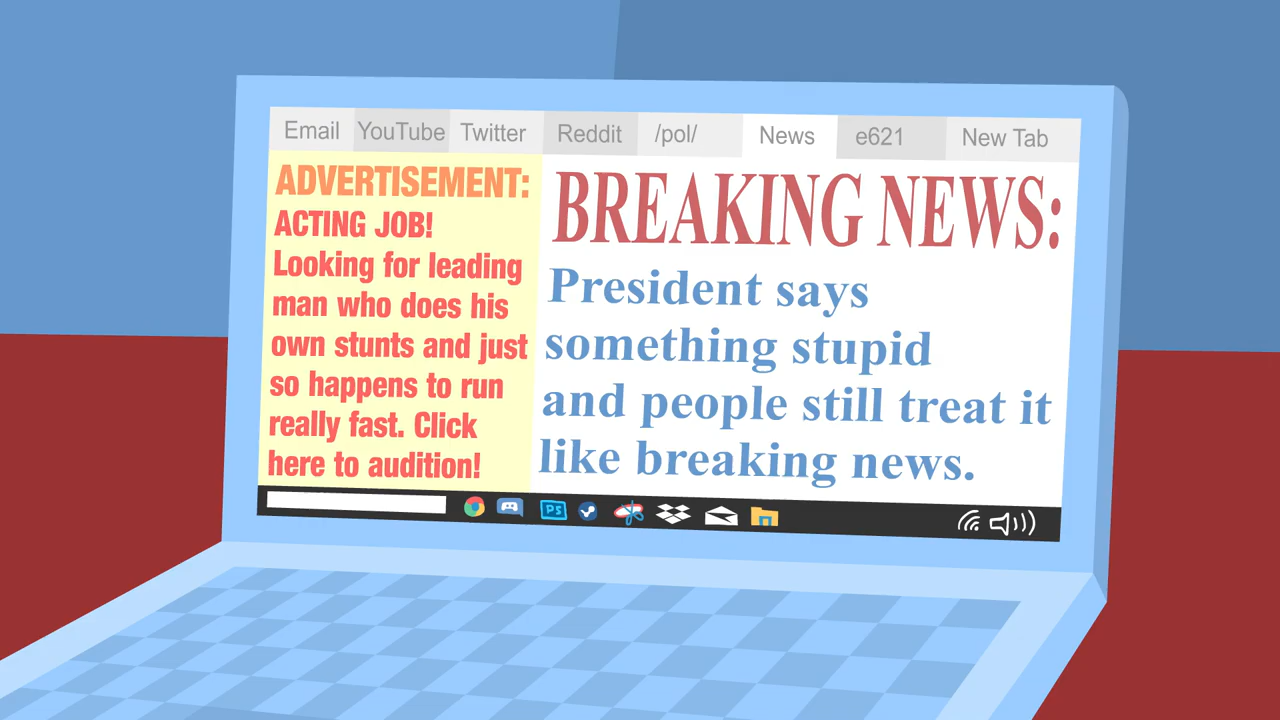 Email YouTube Twitter Reddit /pol/ News e621 New Tab
ADVERTISEMENT:
ACTING JOB!
Looking for leading
man who does his
own stunts and just
so happens to run
really fast. Click
here to audition!
BREAKING NEWS:
President says
something stupid
and people still treat it
like breaking news.
PS